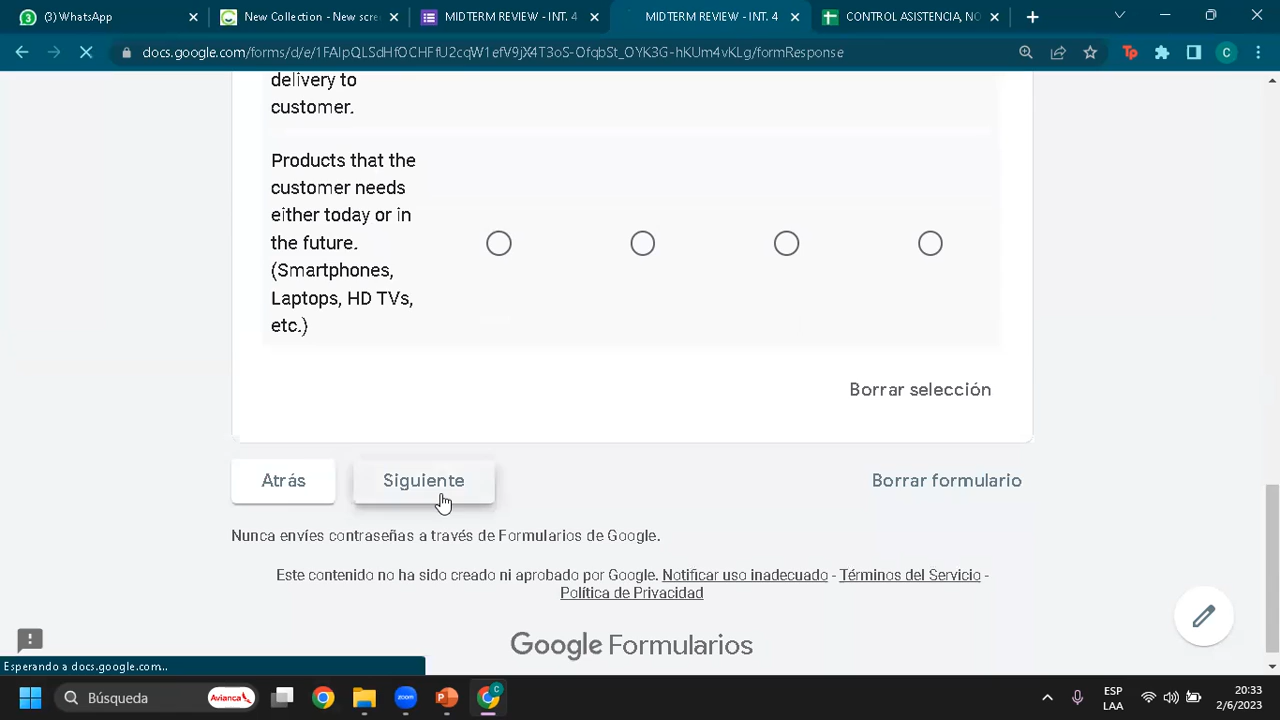 (3) WhatsApp
New Collection - New scre
MIDTERM REVIEW - INT. 4
MIDTERM REVIEW - INT. 4
CONTROL ASISTENCIA, NO
docs.google.com/forms/d/e/1FAIpQLSdHfOCHFfU2cqW1efV9jX4T3oS-OfqbSt_OYK3G-hKUm4vKLg/formResponse
delivery to
customer.
Products that the
customer needs
either today or in
the future.
(Smartphones,
Laptops, HD TVs,
etc.)
Borrar selección
Atrás
Siguiente
Borrar formulario
Nunca envíes contraseñas a través de Formularios de Google.
Este contenido no ha sido creado ni aprobado por Google. Notificar uso inadecuado - Términos del Servicio -
Política de Privacidad
Google Formularios
Esperando a docs.google.com...
Búsqueda
Avianca
zoom
ESP
LAA
20:33
2/6/2023